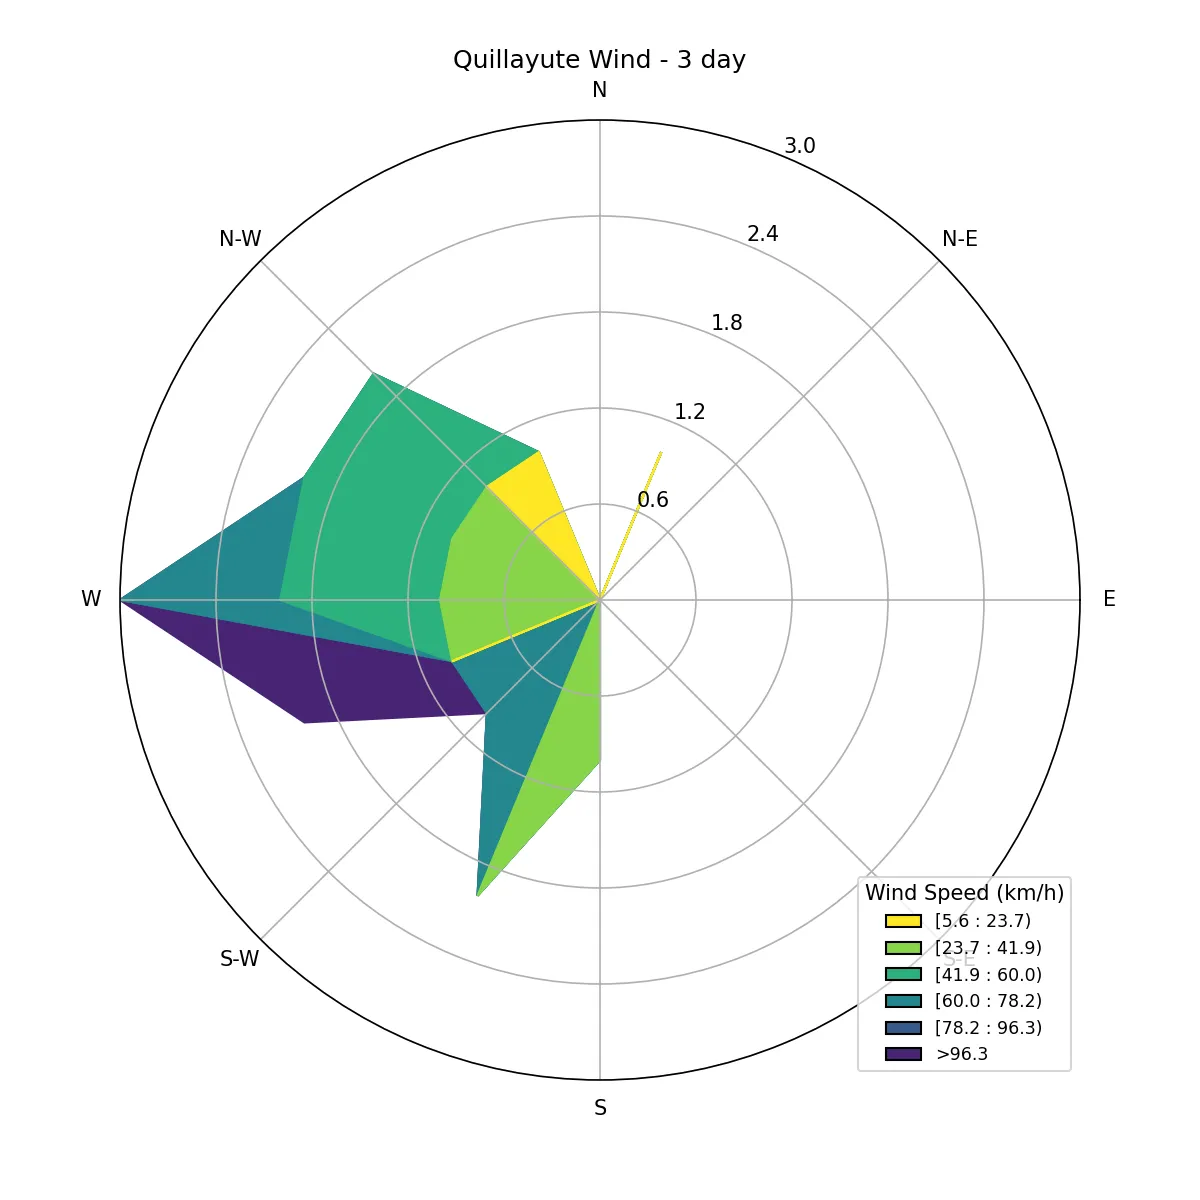 Quillayute Wind - 3 day
N
3.0
N-W
2.4
N-E
1.8
1.2
0.6
W
E
S-W
S-E
Wind Speed (km/h)
[5.6 : 23.7)
[23.7 : 41.9)
[41.9 : 60.0)
[60.0 : 78.2)
[78.2 : 96.3)
>96.3
S